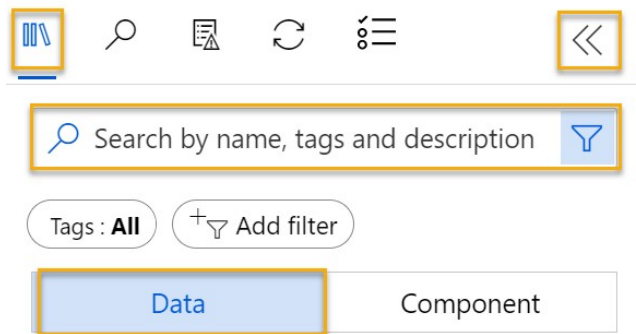 Search by name, tags and description
Tags : All
Add filter
Data
Component